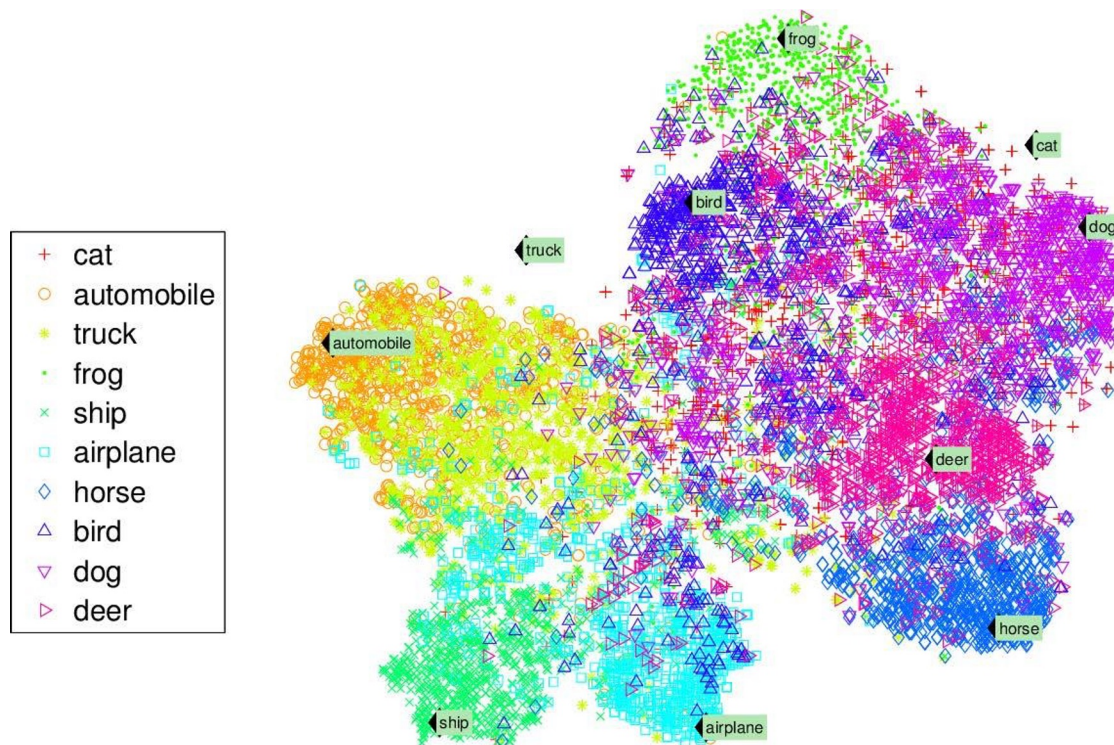 cat
automobile
truck
frog
ship
airplane
horse
bird
dog
deer
frog
cat
bird
dog
truck
automobile
deer
horse
ship
airplane